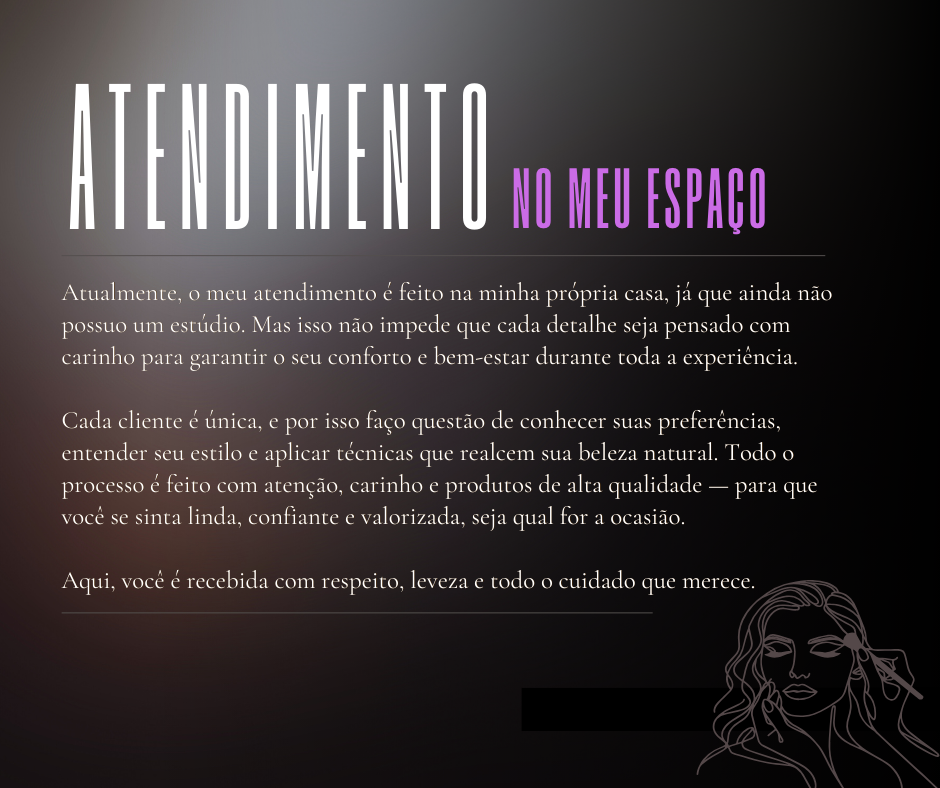 ATENDIMENTO NO MEU ESPAÇO
Atualmente, o meu atendimento é feito na minha própria casa, já que ainda não
possuo um estúdio. Mas isso não impede que cada detalhe seja pensado com
carinho para garantir o seu conforto e bem-estar durante toda a experiência.
Cada cliente é única, e por isso faço questão de conhecer suas preferências,
entender seu estilo e aplicar técnicas que realcem sua beleza natural. Todo o
processo é feito com atenção, carinho e produtos de alta qualidade — para que
você se sinta linda, confiante e valorizada, seja qual for a ocasião.
Aqui, você é recebida com respeito, leveza e todo o cuidado que merece.